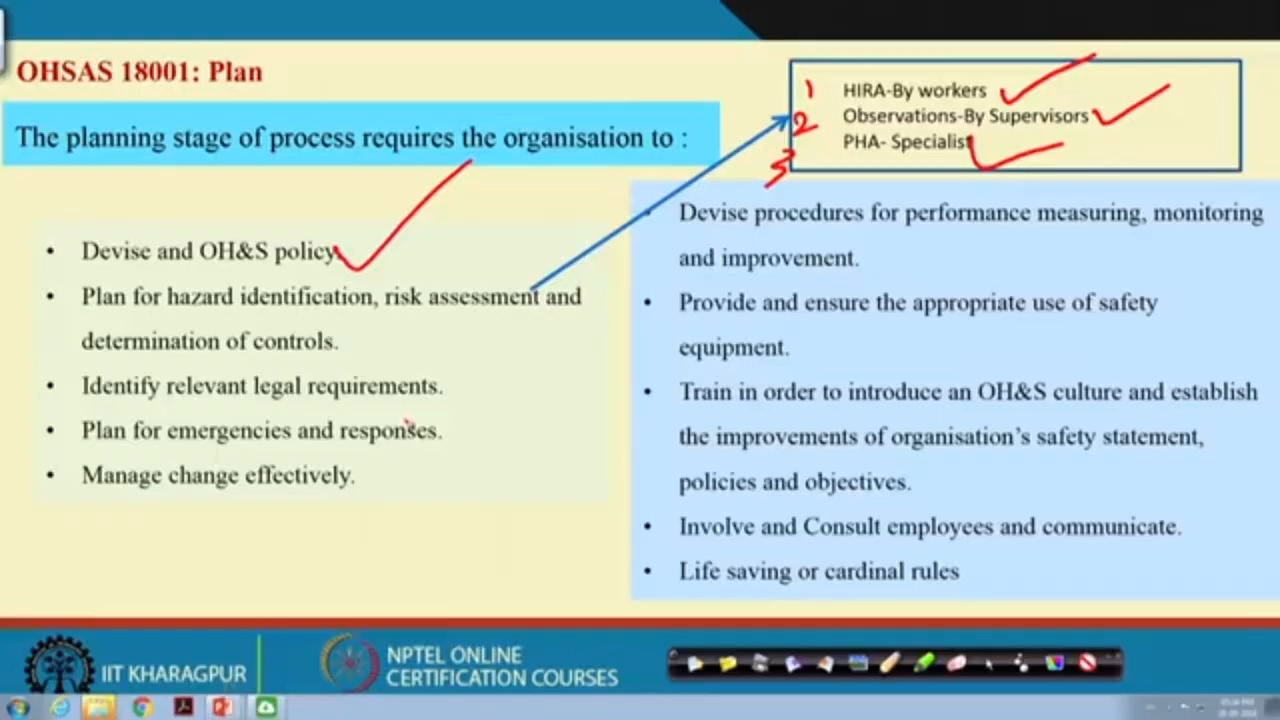 OHSAS 18001: Plan
The planning stage of process requires the organisation to :
1 HIRA-By workers
2 Observations-By Supervisors
3 PHA- Specialist
• Devise and OH&S policy
• Plan for hazard identification, risk assessment and
determination of controls.
• Identify relevant legal requirements.
• Plan for emergencies and responses.
• Manage change effectively.
• Devise procedures for performance measuring, monitoring
and improvement.
• Provide and ensure the appropriate use of safety
equipment.
• Train in order to introduce an OH&S culture and establish
the improvements of organisation's safety statement,
policies and objectives.
• Involve and Consult employees and communicate.
• Life saving or cardinal rules
IIT KHARAGPUR
NPTEL ONLINE
CERTIFICATION COURSES